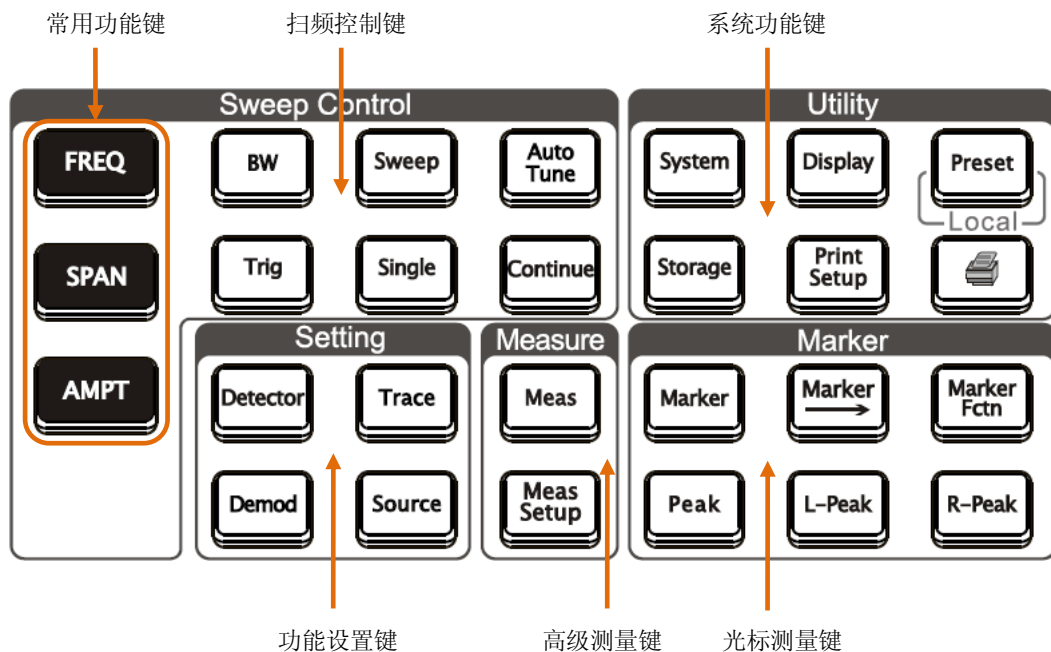 常用功能键
扫频控制键
系统功能键
Sweep Control
Utility
FREQ
BW
Sweep
Auto
Tune
System
Display
Preset
Local
SPAN
Trig
Single
Continue
Storage
Print
Setup
Setting
Measure
Marker
AMPT
Detector
Trace
Meas
Marker
Marker
Marker
Fctn
Demod
Source
Meas
Setup
Peak
L-Peak
R-Peak
功能设置键
高级测量键
光标测量键